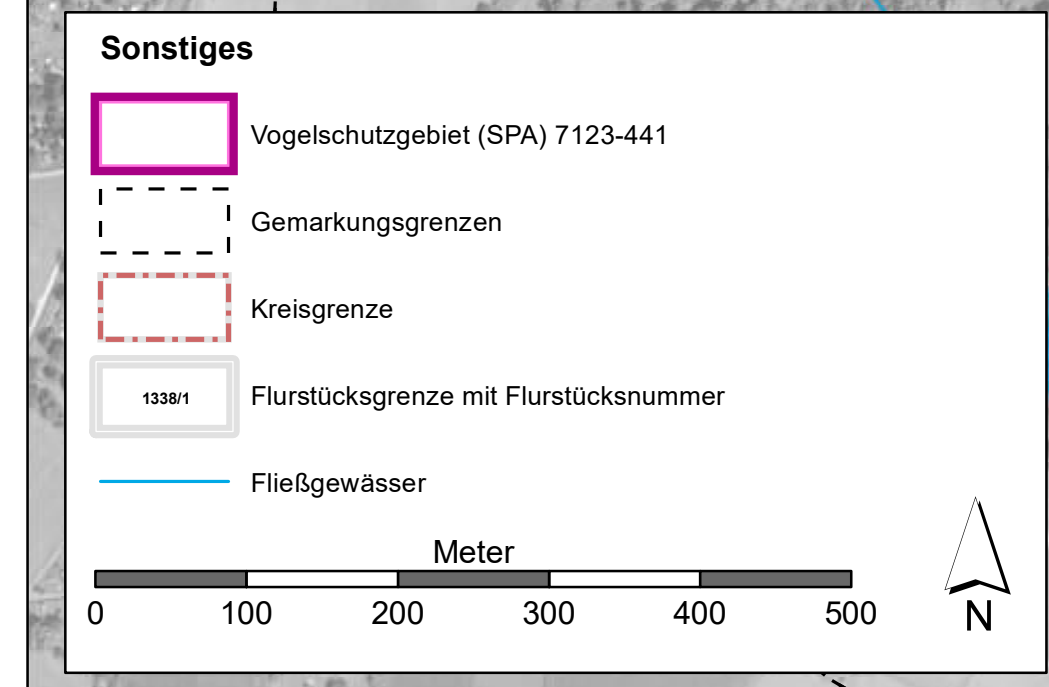 Sonstiges
Vogelschutzgebiet (SPA) 7123-441
Gemarkungsgrenzen
Kreisgrenze
1338/1 Flurstücksgrenze mit Flurstücksnummer
Fließgewässer
Meter
0 100 200 300 400 500
N